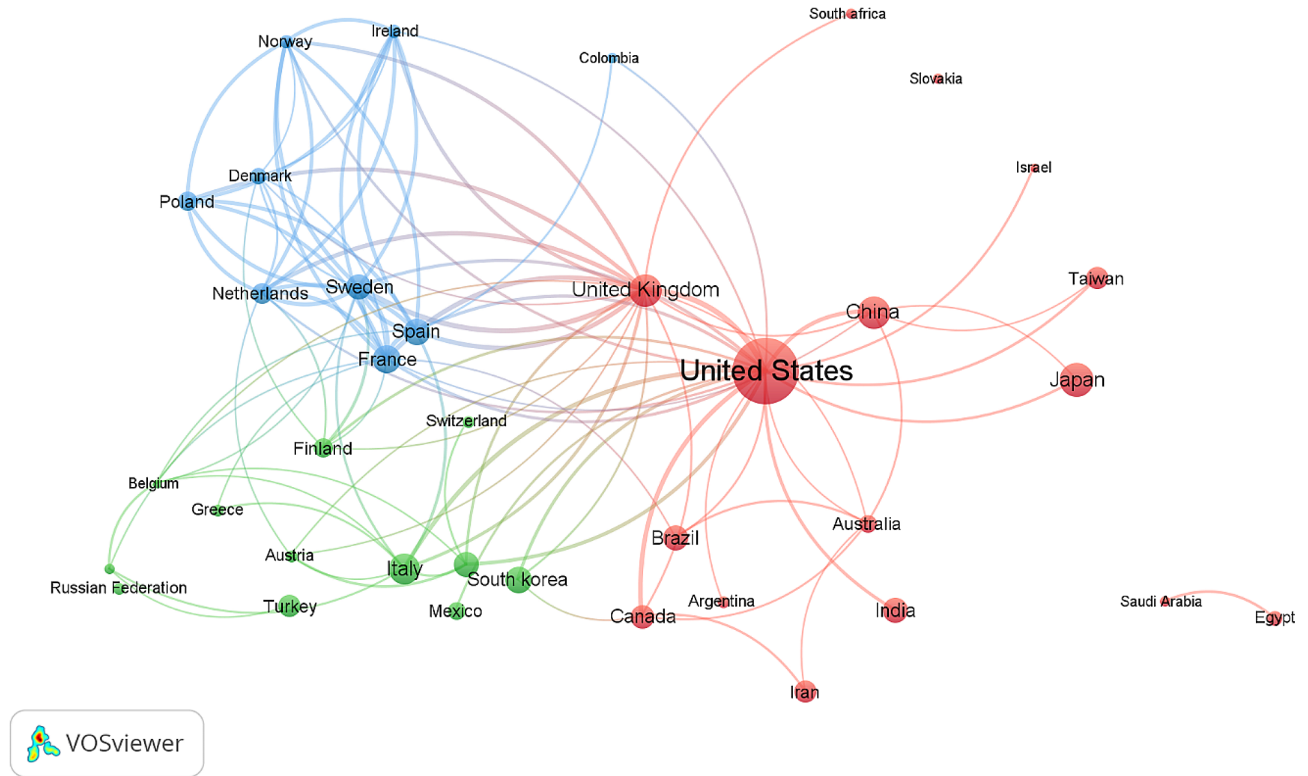 South africa
Ireland
Norway
Colombia
Slovakia
Israel
Denmark
Poland
Taiwan
Sweden
United Kingdom
Netherlands
China
Spain
France
United States
Japan
Switzerland
Finland
Belgium
Greece
Australia
Brazil
Austria
Italy
South korea
Russian Federation
Turkey
Mexico
Argentina
Saudi Arabia
India
Canada
Egypt
Iran
VOSviewer